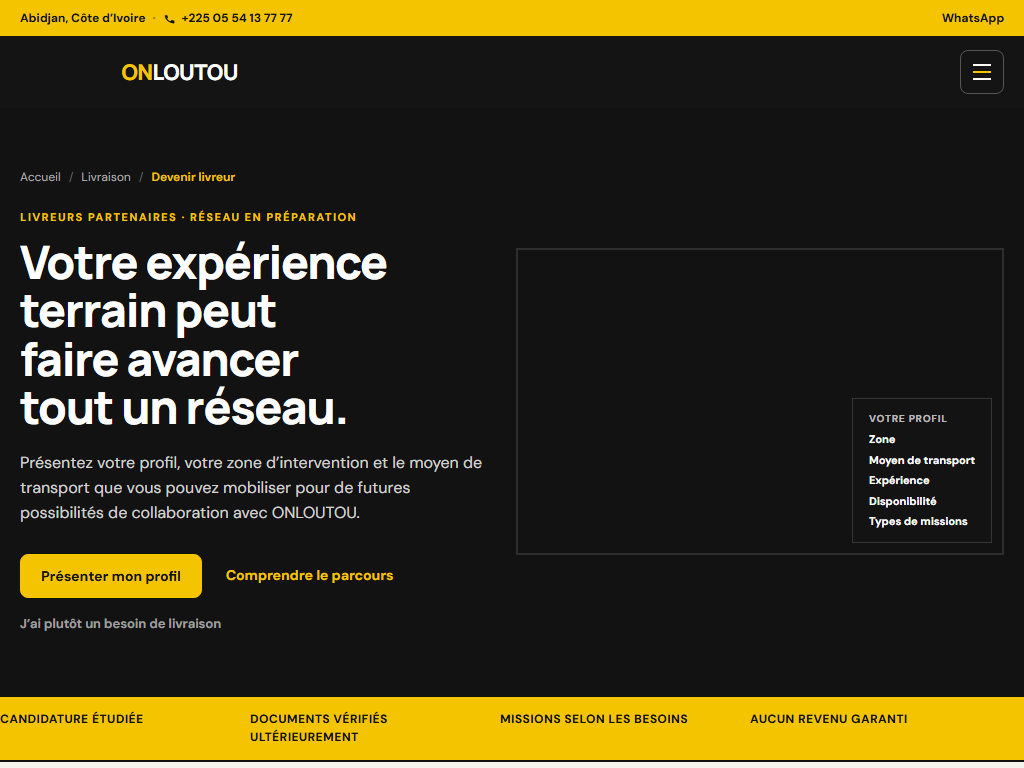 Abidjan, Côte d’Ivoire · +225 05 54 13 77 77
WhatsApp
ONLOUTOU
Accueil / Livraison / Devenir livreur
LIVREURS PARTENAIRES · RÉSEAU EN PRÉPARATION
Votre expérience
terrain peut
faire avancer
tout un réseau.
Présentez votre profil, votre zone d’intervention et le moyen de
transport que vous pouvez mobiliser pour de futures
possibilités de collaboration avec ONLOUTOU.
Présenter mon profil
Comprendre le parcours
J’ai plutôt un besoin de livraison
VOTRE PROFIL
Zone
Moyen de transport
Expérience
Disponibilité
Types de missions
CANDIDATURE ÉTUDIÉE
DOCUMENTS VÉRIFIÉS
ULTÉRIEUREMENT
MISSIONS SELON LES BESOINS
AUCUN REVENU GARANTI